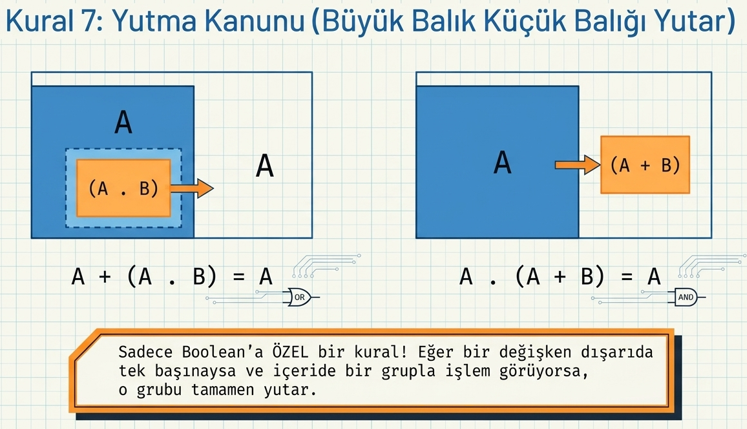 Kural 7: Yutma Kanunu (Büyük Balık Küçük Balığı Yutar)
A
(A . B)
A
A
(A + B)
A + (A . B) = A
OR
A . (A + B) = A
AND
Sadece Boolean'a ÖZEL bir kural! Eğer bir değişken dışarıda
tek başınaysa ve içeride bir grupla işlem görüyorsa,
o grubu tamamen yutar.